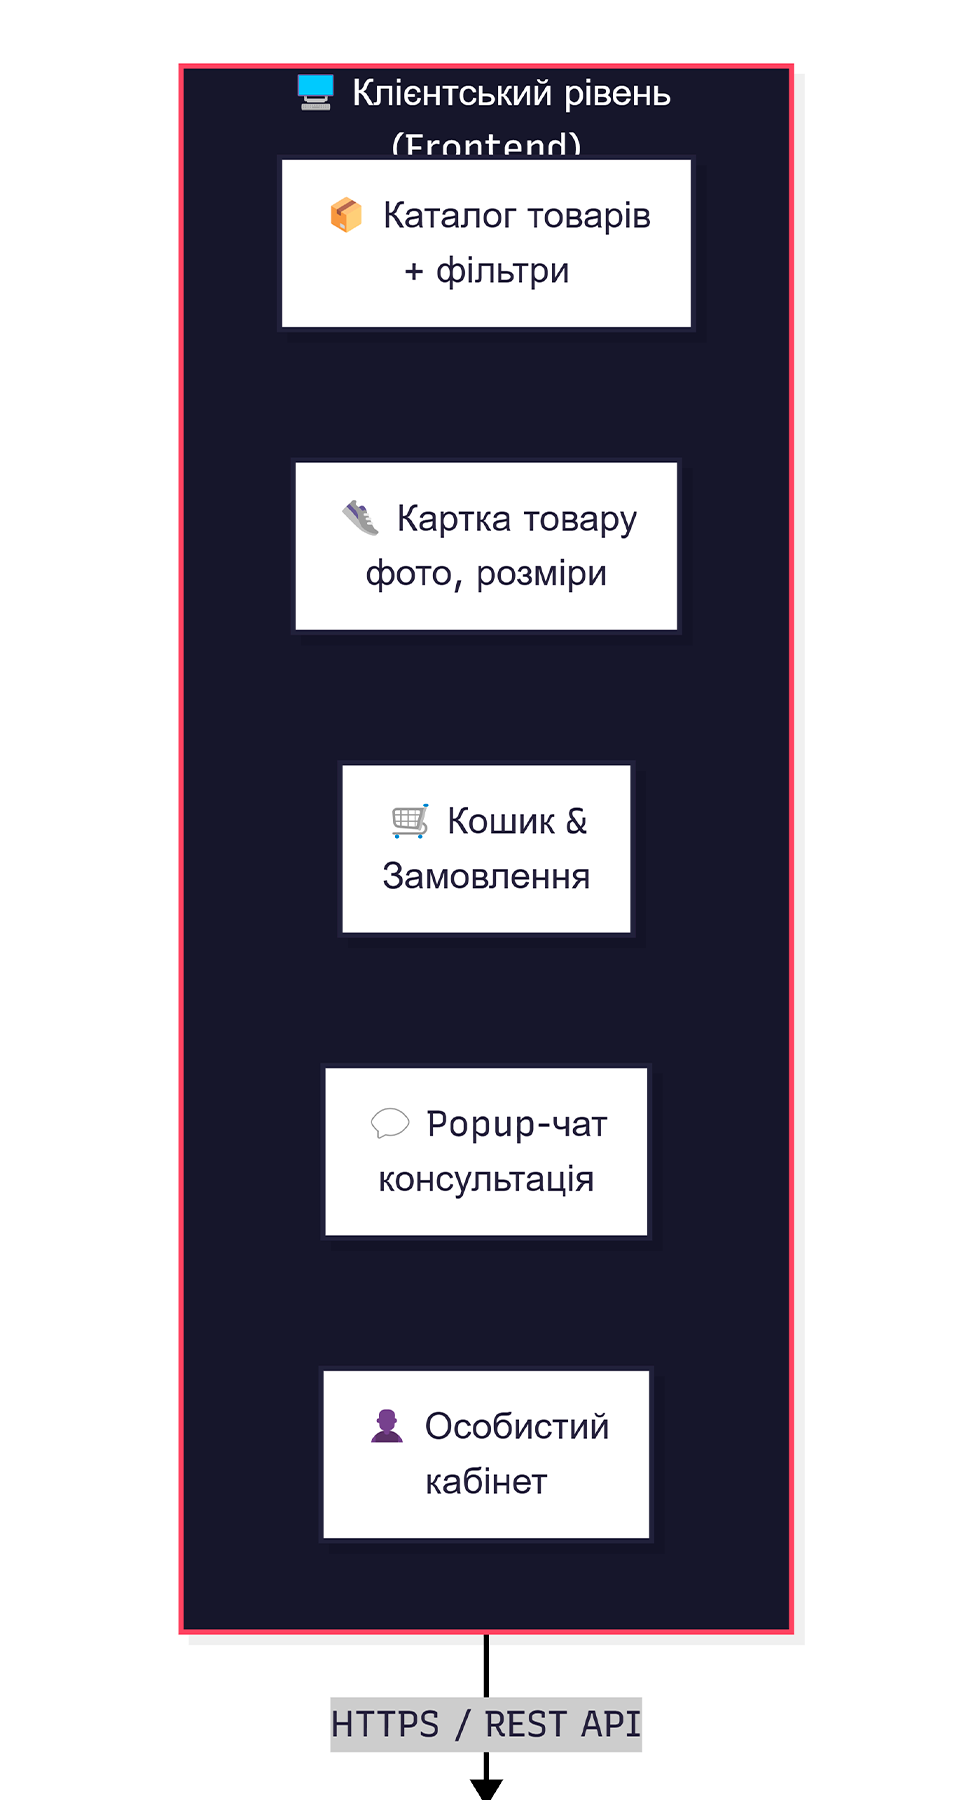 Клієнтський рівень
(Frontend)
Каталог товарів
+ фільтри
Картка товару
фото, розміри
Кошик &
Замовлення
Popup-чат
консультація
Особистий
кабінет
HTTPS / REST API